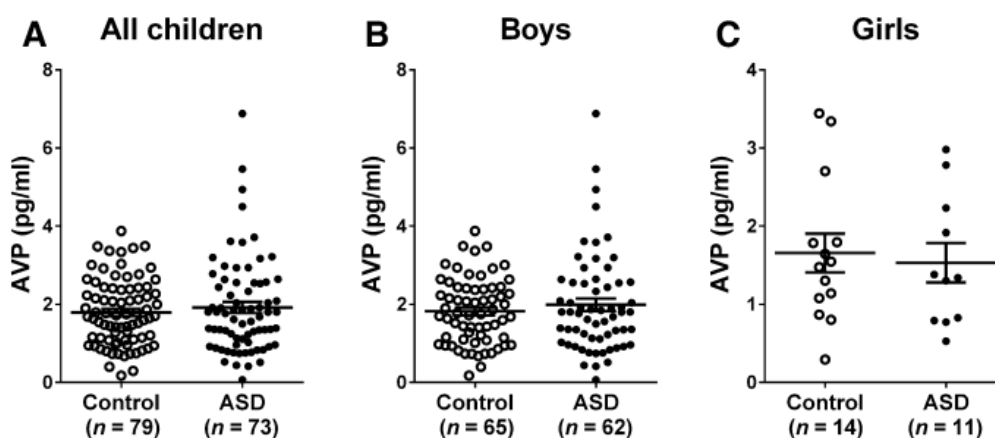 A All children
AVP (pg/ml)
8
6
4
2
0
Control
(n = 79)
ASD
(n = 73)
B Boys
AVP (pg/ml)
8
6
4
2
0
Control
(n = 65)
ASD
(n = 62)
C Girls
AVP (pg/ml)
4
3
2
1
0
Control
(n = 14)
ASD
(n = 11)